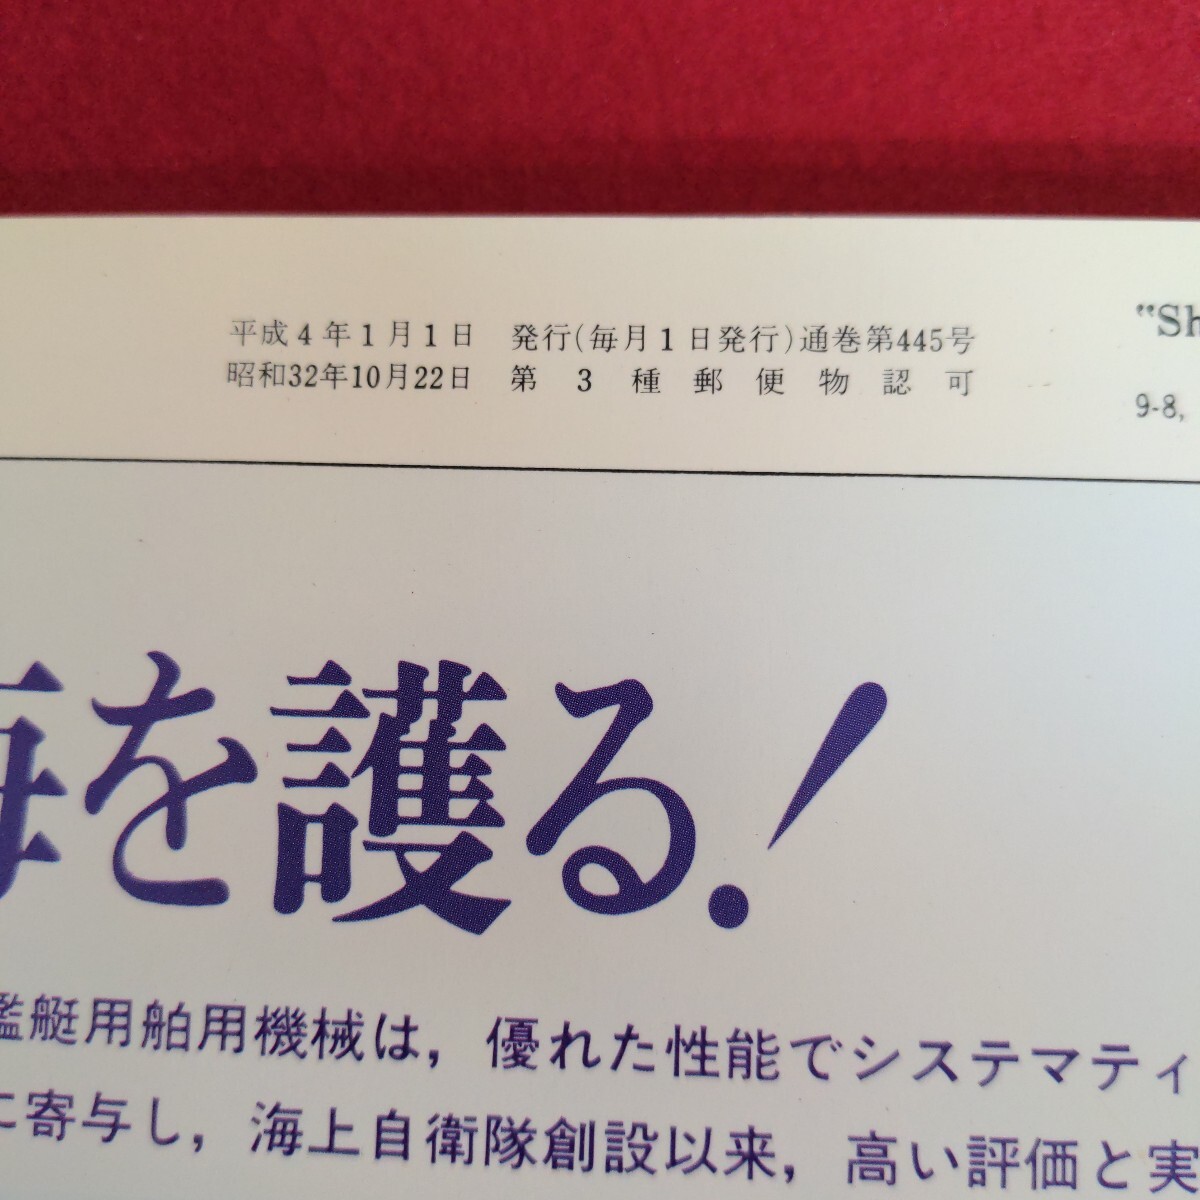 平成4年1月1日 発行(毎月1日発行)通巻第445号
昭和32年10月22日 第3種郵便物認可
"Sh
9-8,
海を護る!
艦艇用舶用機械は，優れた性能でシステマティ
に寄与し，海上自衛隊創設以来，高い評価と実